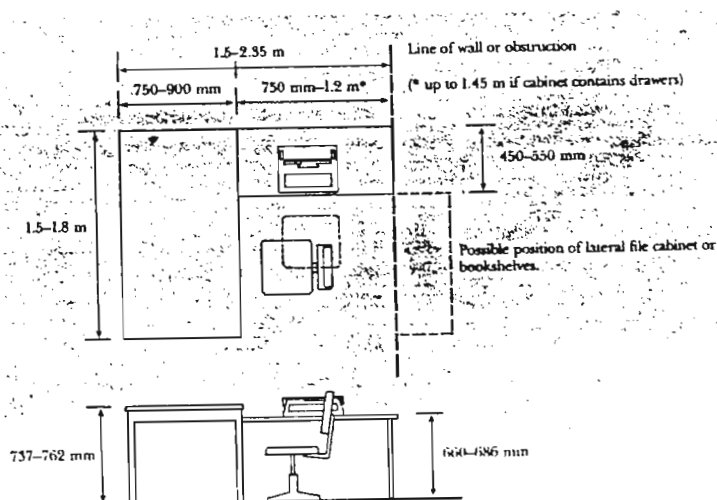 1.5–2.35 m
Line of wall or obstruction
.750–900 mm
750 mm–1.2 m*
(* up to 1.45 m if cabinet contains drawers)
450–550 mm
1.5–1.8 m
Possible position of lateral file cabinet or
bookshelves.
737–762 mm
660–686 mm